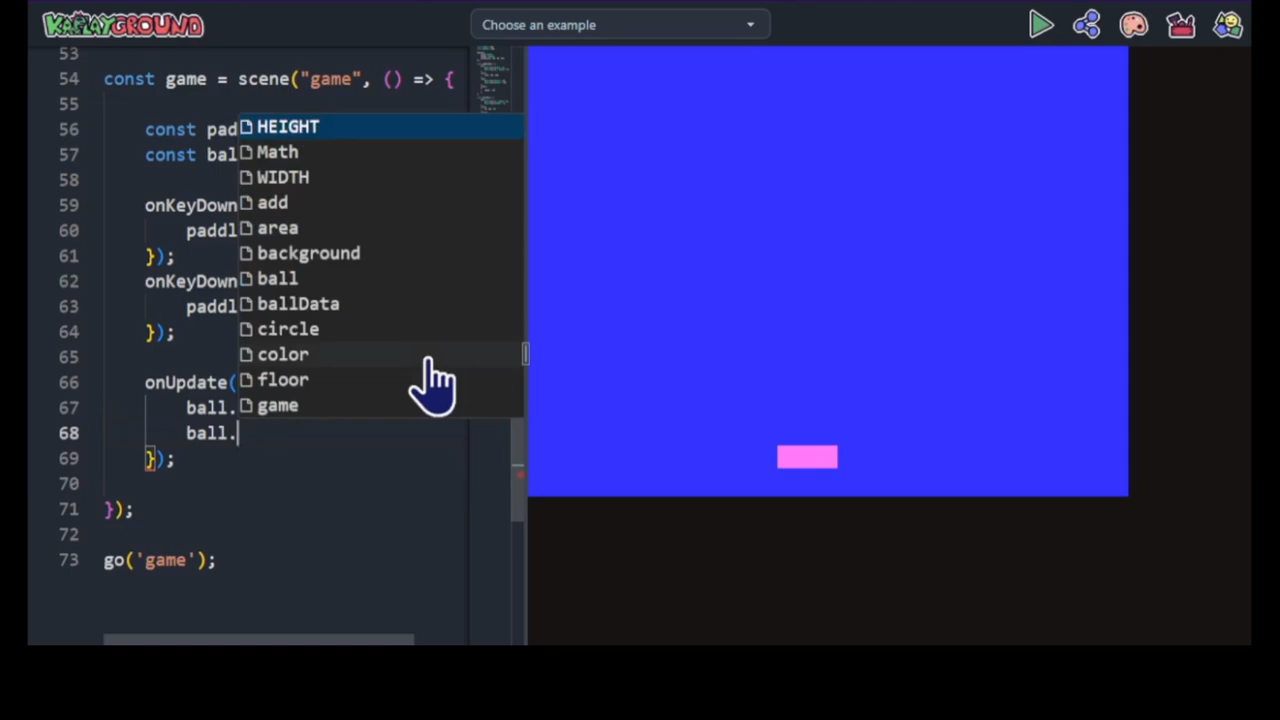 KAPLAYGROUND
Choose an example
53
54 const game = scene("game", () => {
55
56 const pad
57 const bal
58
59 onKeyDown
60 paddl
61 });
62 onKeyDown
63 paddl
64 });
65
66 onUpdate(
67 ball.
68 ball.
69 });
70
71 });
72
73 go('game');
HEIGHT
Math
WIDTH
add
area
background
ball
ballData
circle
color
floor
game